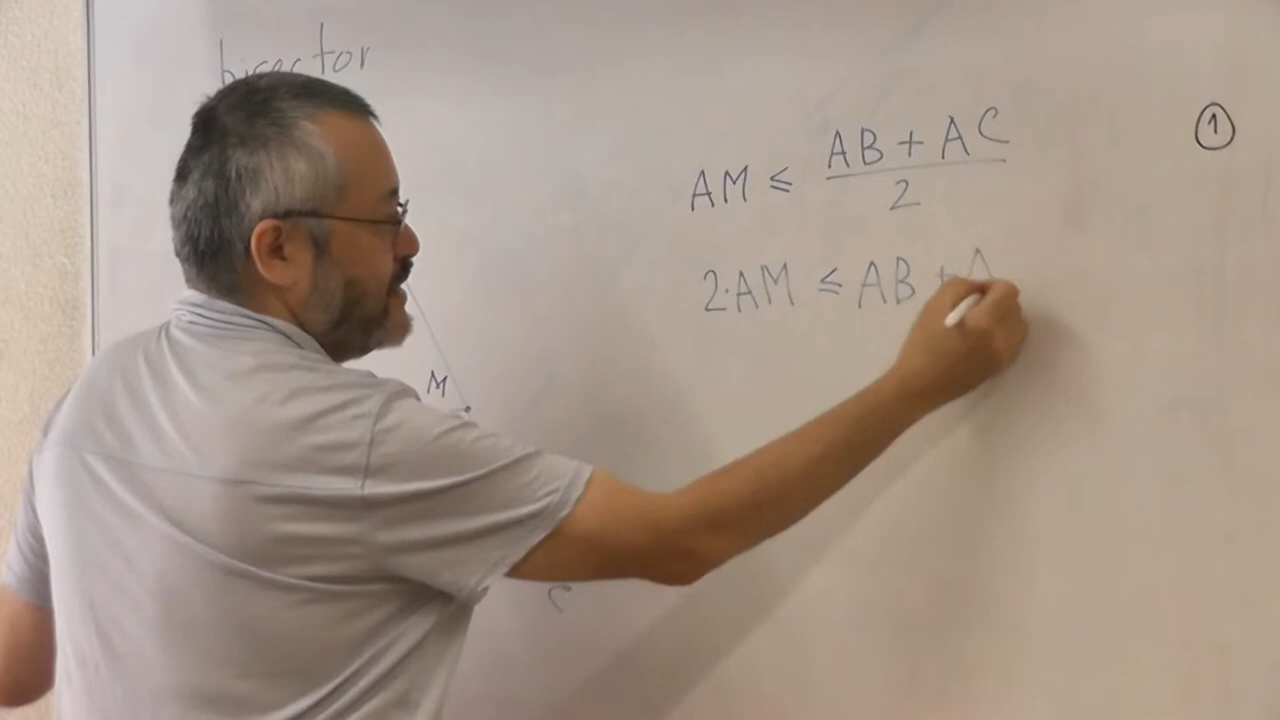 bisector
AM ≤ AB + AC / 2
①
2·AM ≤ AB + A
M
C